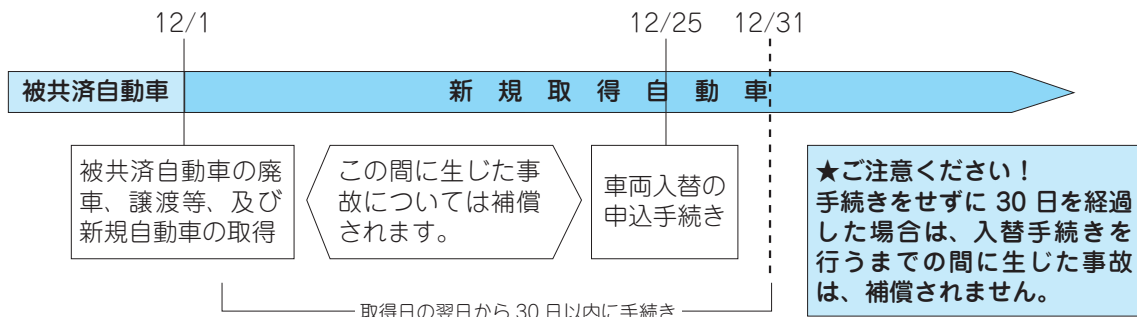 12/1
12/25
12/31
被共済自動車
新規取得自動車
被共済自動車の廃
車、譲渡等、及び
新規自動車の取得
この間に生じた事
故については補償
されます。
車両入替の
申込手続き
★ご注意ください！
手続きをせずに 30 日を経過
した場合は、入替手続きを
行うまでの間に生じた事故
は、補償されません。
取得日の翌日から 30 日以内に手続き